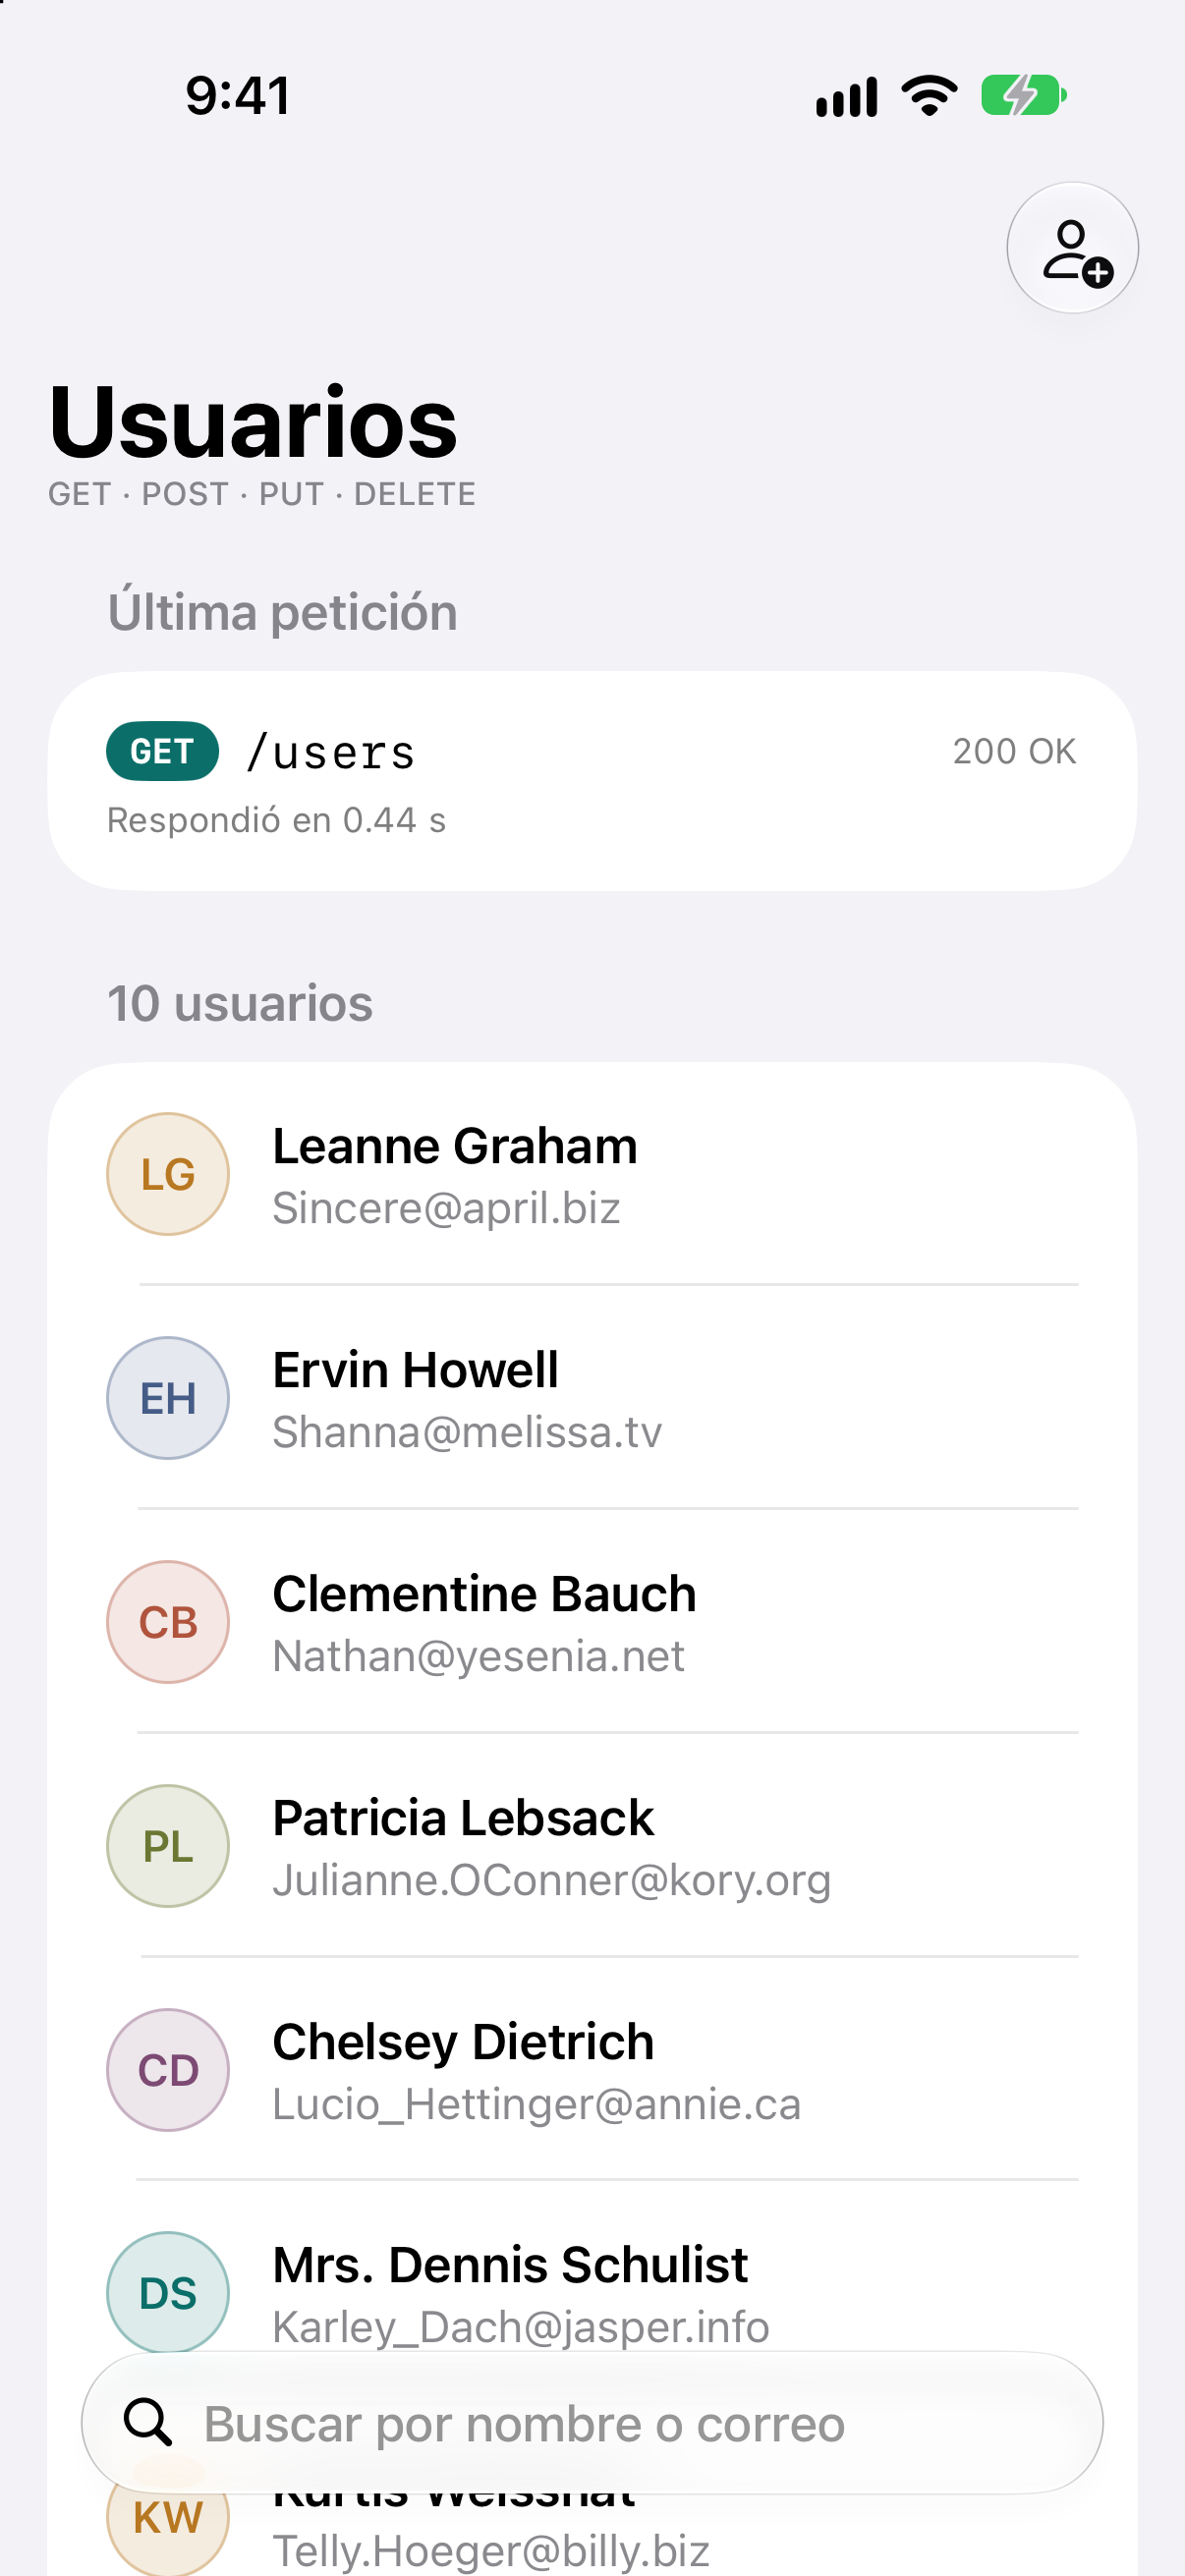 9:41
Usuarios
GET · POST · PUT · DELETE
Última petición
GET /users 200 OK
Respondió en 0.44 s
10 usuarios
LG Leanne Graham
Sincere@april.biz
EH Ervin Howell
Shanna@melissa.tv
CB Clementine Bauch
Nathan@yesenia.net
PL Patricia Lebsack
Julianne.OConner@kory.org
CD Chelsey Dietrich
Lucio_Hettinger@annie.ca
DS Mrs. Dennis Schulist
Karley_Dach@jasper.info
Buscar por nombre o correo
KW Kurtis Weissnat
Telly.Hoeger@billy.biz